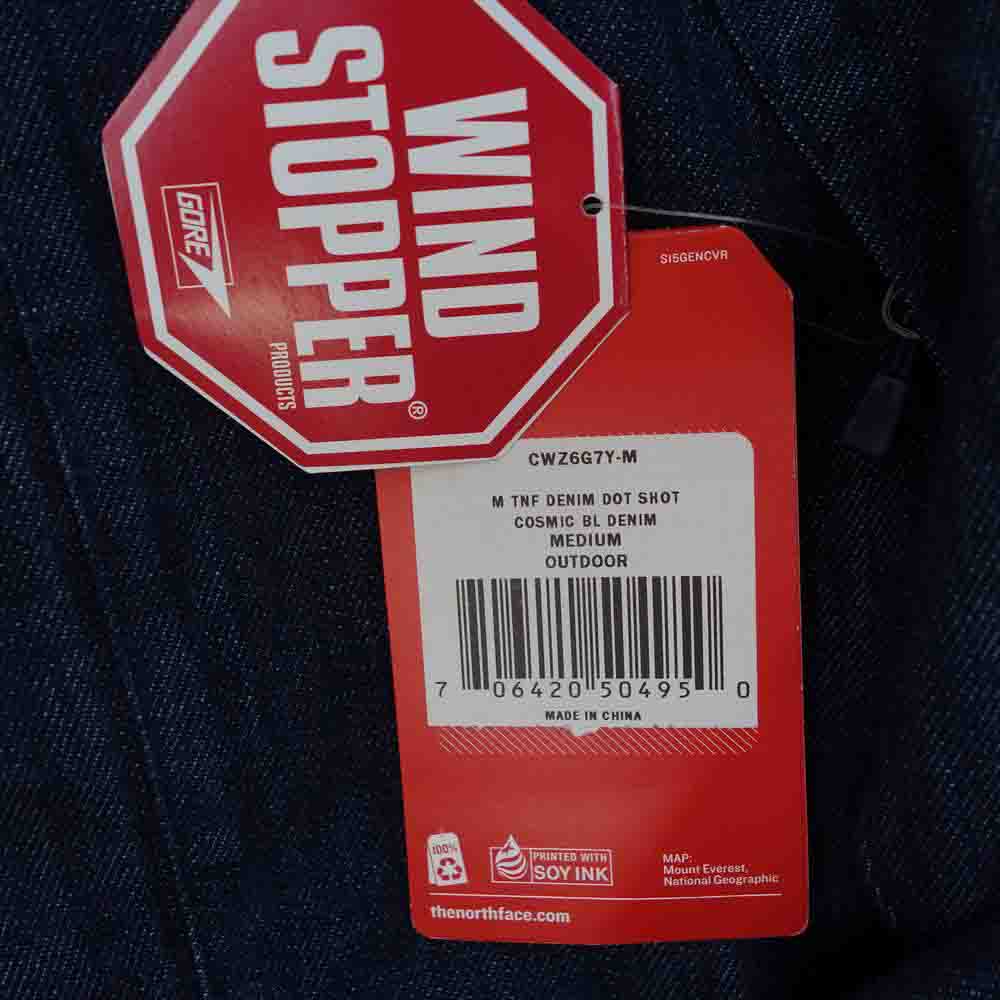 WIND
STOPPER®
PRODUCTS
GORE
SI5GENCVR
CWZ6G7Y-M
M TNF DENIM DOT SHOT
COSMIC BL DENIM
MEDIUM
OUTDOOR
7 06420 50495 0
MADE IN CHINA
100%
PRINTED WITH
SOY INK
MAP:
Mount Everest,
National Geographic
thenorthface.com